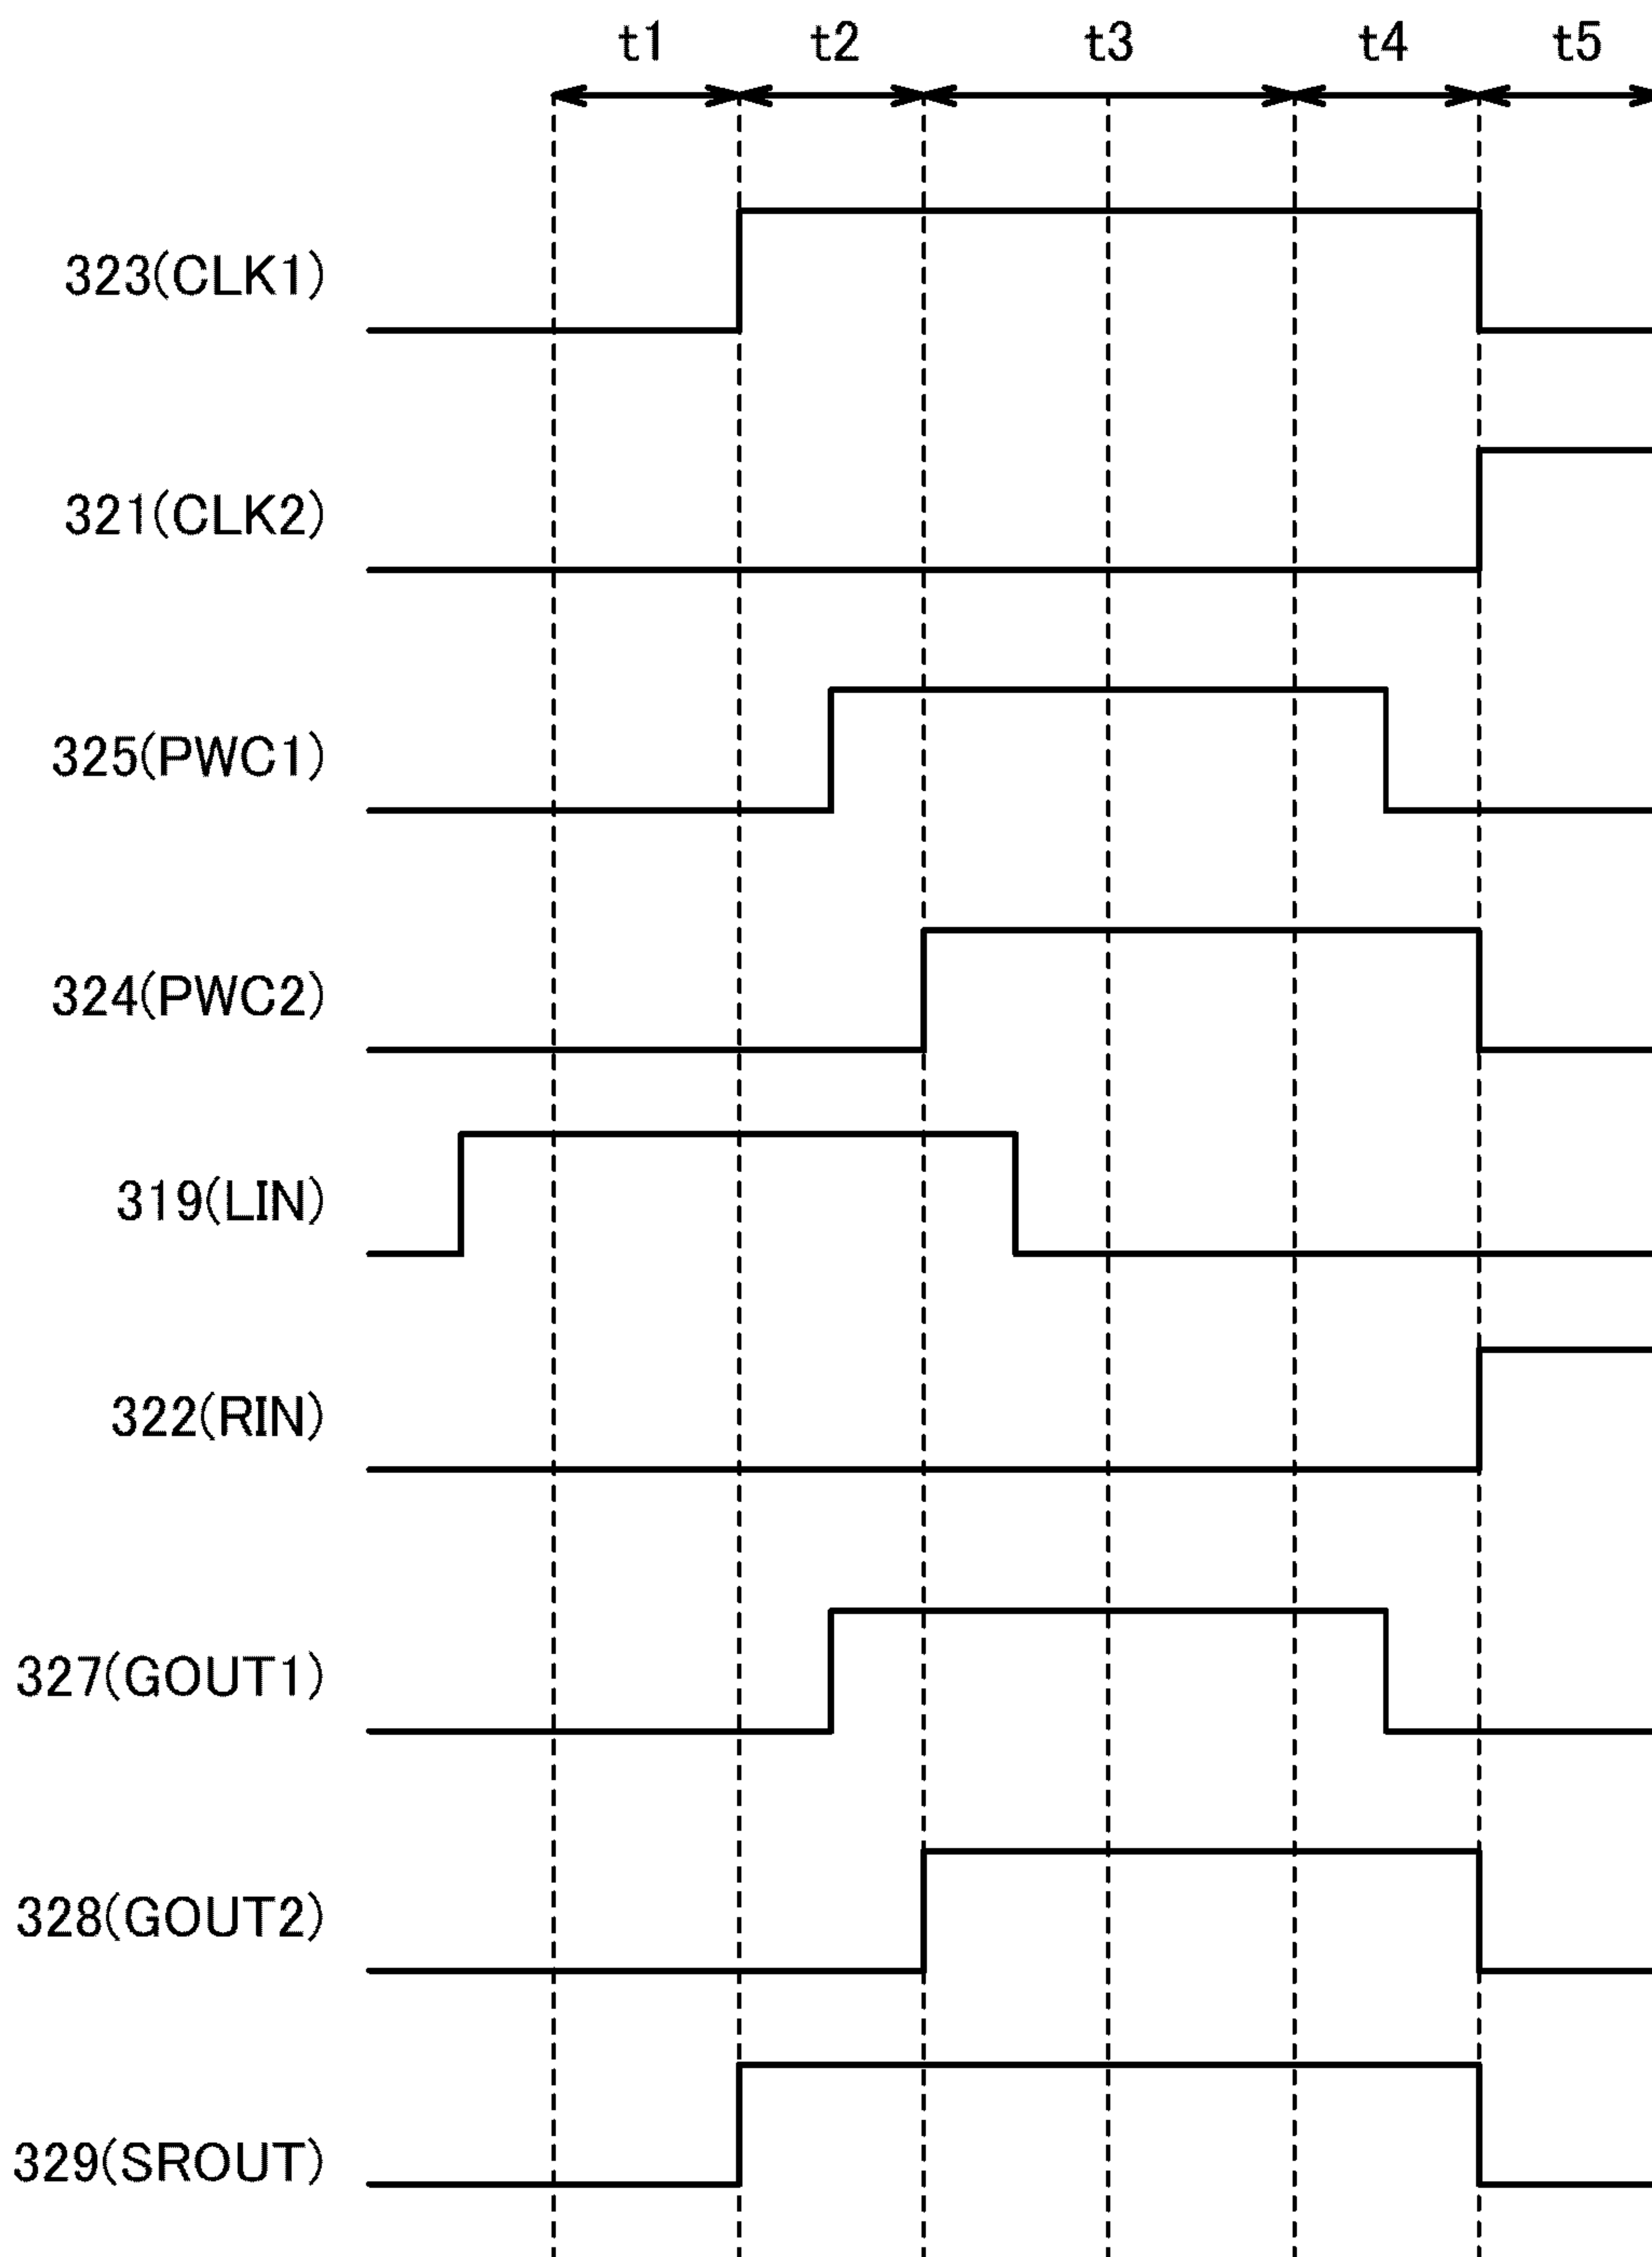 t1 t2 t3 t4 t5
323(CLK1)
321(CLK2)
325(PWC1)
324(PWC2)
319(LIN)
322(RIN)
327(GOUT1)
328(GOUT2)
329(SROUT)